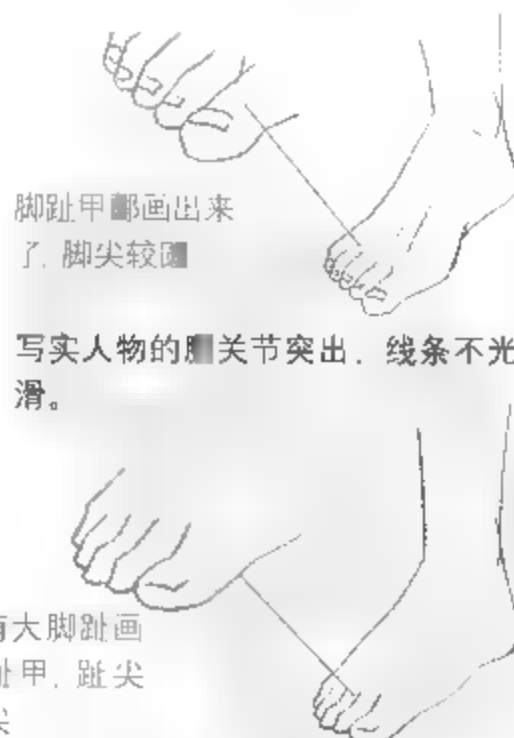 脚趾甲都画出来
了, 脚尖较圆
写实人物的脚关节突出. 线条不光
滑。
大脚趾画
趾甲, 趾尖